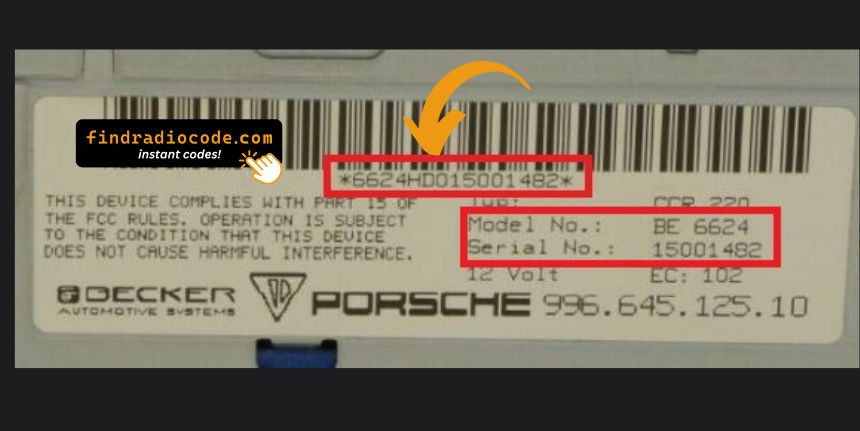 findradiocode.com
instant codes!
*6624HD015001482*
THIS DEVICE COMPLIES WITH PART 15 OF
THE FCC RULES. OPERATION IS SUBJECT
TO THE CONDITION THAT THIS DEVICE
DOES NOT CAUSE HARMFUL INTERFERENCE.
CCR 220
Model No.: BE 6624
Serial No.: 15001482
12 Volt EC: 102
BECKER
AUTOMOTIVE SYSTEMS
PORSCHE 996.645.125.10